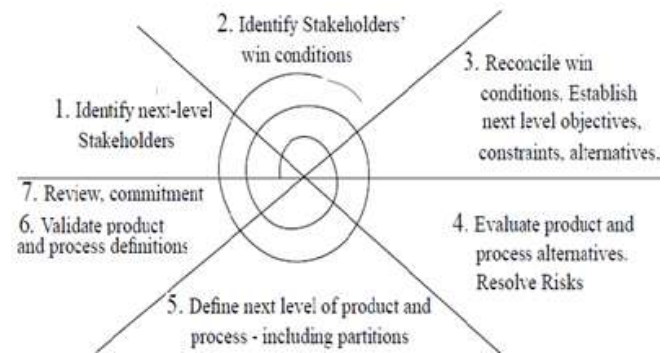 2. Identify Stakeholders'
win conditions
3. Reconcile win
conditions. Establish
next level objectives,
constraints, alternatives.
1. Identify next-level
Stakeholders
7. Review, commitment
6. Validate product
and process definitions
4. Evaluate product and
process alternatives.
Resolve Risks
5. Define next level of product and
process - including partitions